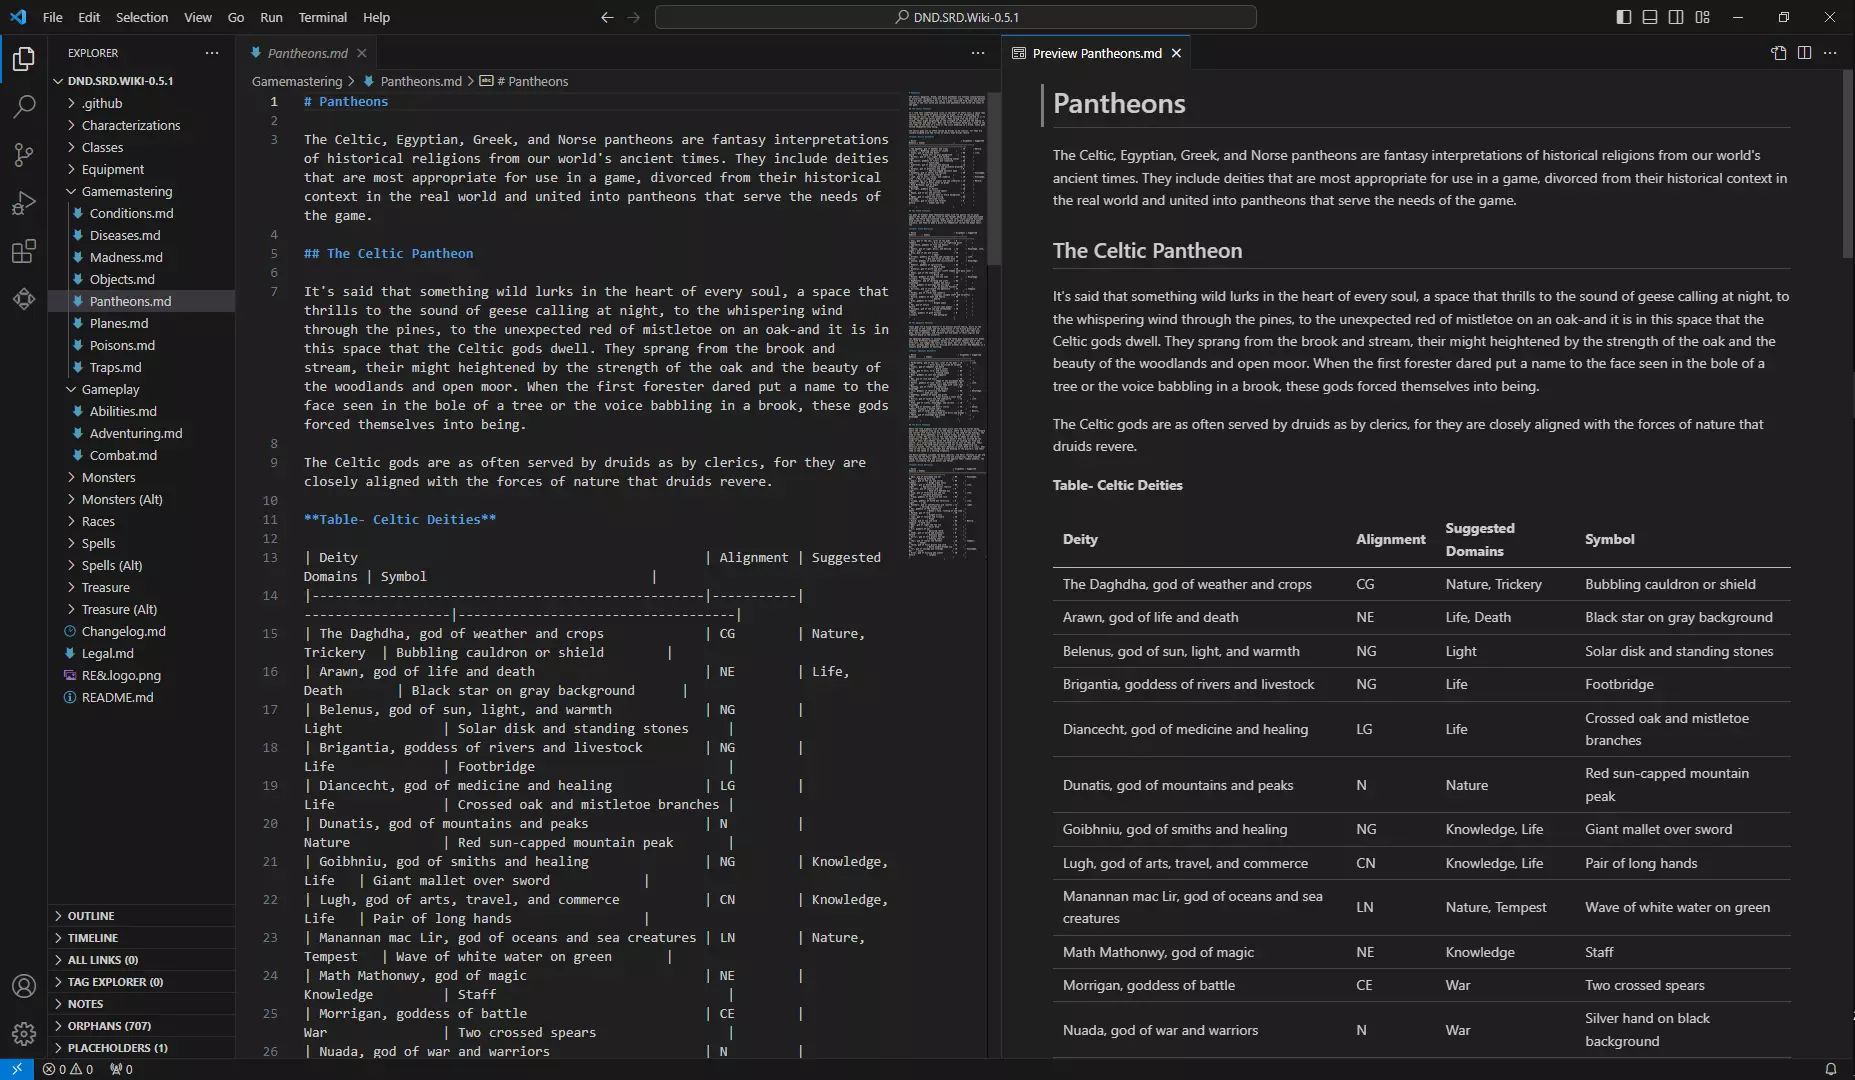 File Edit Selection View Go Run Terminal Help
DND.SRD.Wiki-0.5.1
EXPLORER
DND.SRD.WIKI-0.5.1
.github
Characterizations
Classes
Equipment
Gamemastering
Conditions.md
Diseases.md
Madness.md
Objects.md
Pantheons.md
Planes.md
Poisons.md
Traps.md
Gameplay
Abilities.md
Adventuring.md
Combat.md
Monsters
Monsters (Alt)
Races
Spells
Spells (Alt)
Treasure
Treasure (Alt)
Changelog.md
Legal.md
RE&.logo.png
README.md
OUTLINE
TIMELINE
ALL LINKS (0)
TAG EXPLORER (0)
NOTES
ORPHANS (707)
PLACEHOLDERS (1)
0 0 0
Pantheons.md
Gamemastering > Pantheons.md > # Pantheons
1 # Pantheons
2
3 The Celtic, Egyptian, Greek, and Norse pantheons are fantasy interpretations
of historical religions from our world's ancient times. They include deities
that are most appropriate for use in a game, divorced from their historical
context in the real world and united into pantheons that serve the needs of
the game.
4
5 ## The Celtic Pantheon
6
7 It's said that something wild lurks in the heart of every soul, a space that
thrills to the sound of geese calling at night, to the whispering wind
through the pines, to the unexpected red of mistletoe on an oak-and it is in
this space that the Celtic gods dwell. They sprang from the brook and
stream, their might heightened by the strength of the oak and the beauty of
the woodlands and open moor. When the first forester dared put a name to the
face seen in the bole of a tree or the voice babbling in a brook, these gods
forced themselves into being.
8
9 The Celtic gods are as often served by druids as by clerics, for they are
closely aligned with the forces of nature that druids revere.
10
11 **Table- Celtic Deities**
12
13 | Deity | Alignment | Suggested
Domains | Symbol |
14 |---------------------------------------------------|-----------|
-------------------|------------------------------------|
15 | The Daghdha, god of weather and crops | CG | Nature,
Trickery | Bubbling cauldron or shield |
16 | Arawn, god of life and death | NE | Life,
Death | Black star on gray background |
17 | Belenus, god of sun, light, and warmth | NG |
Light | Solar disk and standing stones |
18 | Brigantia, goddess of rivers and livestock | NG |
Life | Footbridge |
19 | Diancecht, god of medicine and healing | LG |
Life | Crossed oak and mistletoe branches |
20 | Dunatis, god of mountains and peaks | N |
Nature | Red sun-capped mountain peak |
21 | Goibhniu, god of smiths and healing | NG | Knowledge,
Life | Giant mallet over sword |
22 | Lugh, god of arts, travel, and commerce | CN | Knowledge,
Life | Pair of long hands |
23 | Manannan mac Lir, god of oceans and sea creatures | LN | Nature,
Tempest | Wave of white water on green |
24 | Math Mathonwy, god of magic | NE |
Knowledge | Staff |
25 | Morrigan, goddess of battle | CE |
War | Two crossed spears |
26 | Nuada, god of war and warriors | N |
Preview Pantheons.md
Pantheons
The Celtic, Egyptian, Greek, and Norse pantheons are fantasy interpretations of historical religions from our world's
ancient times. They include deities that are most appropriate for use in a game, divorced from their historical context in
the real world and united into pantheons that serve the needs of the game.
The Celtic Pantheon
It's said that something wild lurks in the heart of every soul, a space that thrills to the sound of geese calling at night, to
the whispering wind through the pines, to the unexpected red of mistletoe on an oak-and it is in this space that the
Celtic gods dwell. They sprang from the brook and stream, their might heightened by the strength of the oak and the
beauty of the woodlands and open moor. When the first forester dared put a name to the face seen in the bole of a
tree or the voice babbling in a brook, these gods forced themselves into being.
The Celtic gods are as often served by druids as by clerics, for they are closely aligned with the forces of nature that
druids revere.
Table- Celtic Deities
Deity Alignment Suggested Domains Symbol
The Daghdha, god of weather and crops CG Nature, Trickery Bubbling cauldron or shield
Arawn, god of life and death NE Life, Death Black star on gray background
Belenus, god of sun, light, and warmth NG Light Solar disk and standing stones
Brigantia, goddess of rivers and livestock NG Life Footbridge
Diancecht, god of medicine and healing LG Life Crossed oak and mistletoe branches
Dunatis, god of mountains and peaks N Nature Red sun-capped mountain peak
Goibhniu, god of smiths and healing NG Knowledge, Life Giant mallet over sword
Lugh, god of arts, travel, and commerce CN Knowledge, Life Pair of long hands
Manannan mac Lir, god of oceans and sea creatures LN Nature, Tempest Wave of white water on green
Math Mathonwy, god of magic NE Knowledge Staff
Morrigan, goddess of battle CE War Two crossed spears
Nuada, god of war and warriors N War Silver hand on black background